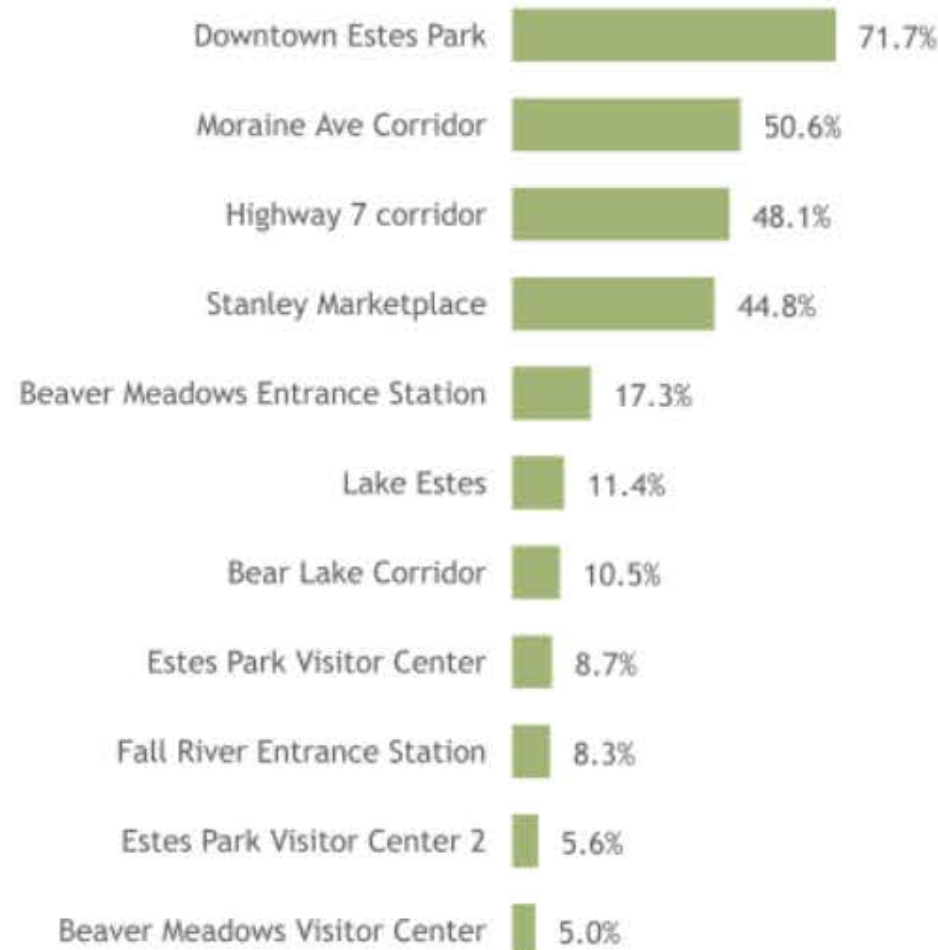 Downtown Estes Park 71.7%
Moraine Ave Corridor 50.6%
Highway 7 corridor 48.1%
Stanley Marketplace 44.8%
Beaver Meadows Entrance Station 17.3%
Lake Estes 11.4%
Bear Lake Corridor 10.5%
Estes Park Visitor Center 8.7%
Fall River Entrance Station 8.3%
Estes Park Visitor Center 2 5.6%
Beaver Meadows Visitor Center 5.0%